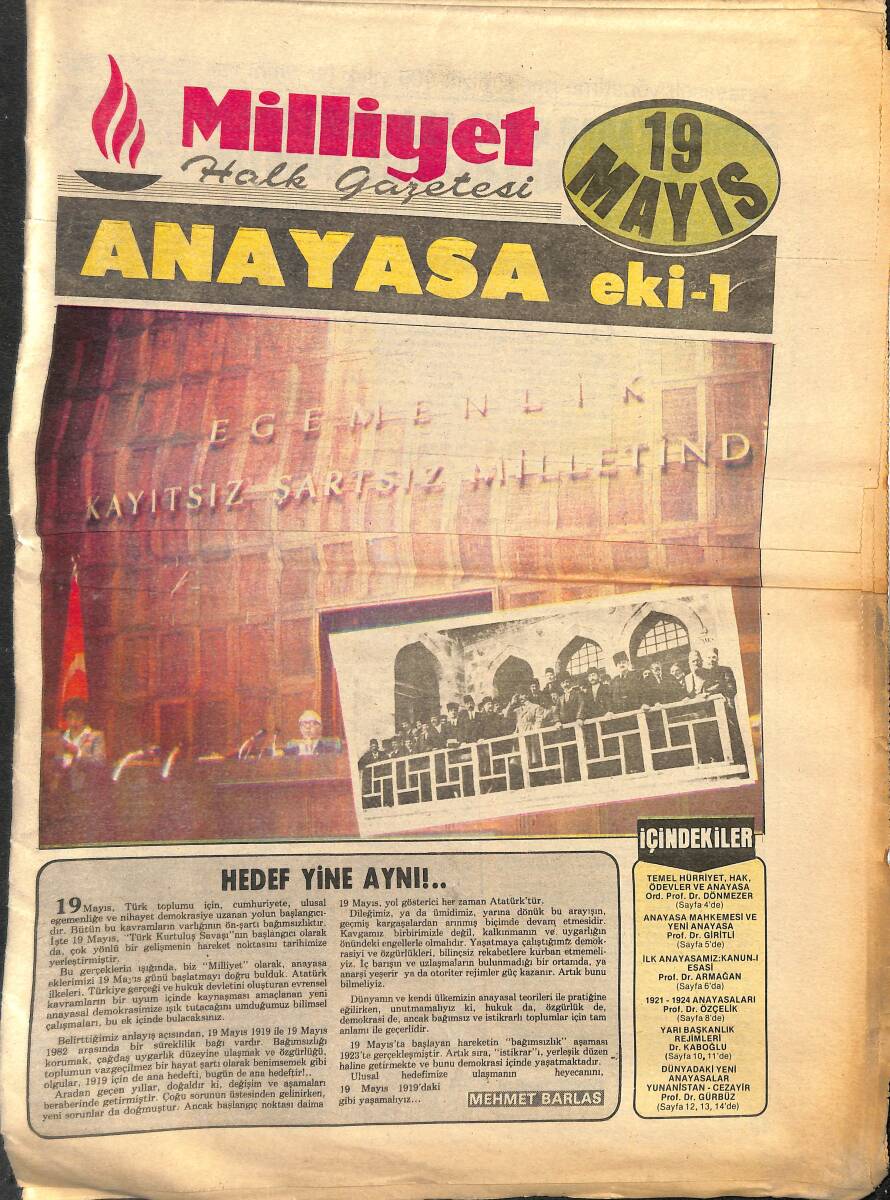 Milliyet
Halk Gazetesi
19
MAYIS
ANAYASA eki-1
EGEMENLİK
KAYITSIZ ŞARTSIZ MİLLETİND
HEDEF YİNE AYNI!..
19 Mayıs, Türk toplumu için, cumhuriyete, ulusal
egemenliğe ve nihayet demokrasiye uzanan yolun başlangıcı-
dır. Bütün bu kavramların varlığının ön-şartı bağımsızlıktır.
İşte 19 Mayıs, "Türk Kurtuluş Savaşı"nın başlangıcı olarak
da, çok yönlü bir gelişmenin hareket noktasını tarihimize
yerleştirmiştir.
Bu gerçeklerin ışığında, biz "Milliyet" olarak, anayasa
eklerimizi 19 Mayıs günü başlatmayı doğru bulduk. Atatürk
ilkeleri, Türkiye gerçeği ve hukuk devletini oluşturan evrensel
kavramların bir uyum içinde kaynaşması amaçlanan yeni
anayasal demokrasimize ışık tutacağını umduğumuz bilimsel
çalışmaları, bu ek içinde bulacaksınız.
Belirttiğimiz anlayış açısından, 19 Mayıs 1919 ile 19 Mayıs
1982 arasında bir süreklilik bağı vardır. Bağımsızlığı
korumak, çağdaş uygarlık düzeyine ulaşmak ve özgürlüğü,
toplumun vazgeçilmez bir hayat şartı olarak benimsemek gibi
olgular, 1919 için de ana hedefti, bugün de ana hedeftir!..
Aradan geçen yıllar, doğaldır ki, değişim ve aşamaları
beraberinde getirmiştir. Çoğu sorunun üstesinden gelinirken,
yeni sorunlar da doğmuştur. Ancak başlangıç noktası daima
19 Mayıs, yol gösterici her zaman Atatürk'tür.
Dileğimiz, ya da ümidimiz, yarına dönük bu arayışın,
geçmiş kargaşalardan arınmış biçimde devam etmesidir.
Kavgamız birbirimizle değil, kalkınmanın ve uygarlığın
önündeki engellerle olmalıdır. Yaşatmaya çalıştığımız demok-
rasiyi ve özgürlükleri, bilinçsiz rekabetlere kurban etmemeli-
yiz. İç barışın ve uzlaşmaların bulunmadığı bir ortamda, ya
anarşi yeşerir ya da otoriter rejimler güç kazanır. Artık bunu
bilmeliyiz.
Dünyanın ve kendi ülkemizin anayasal teorileri ile pratiğine
eğilirken, unutmamalıyız ki, hukuk da, özgürlük de,
demokrasi de, ancak bağımsız ve istikrarlı toplumlar için tam
anlamı ile geçerlidir.
19 Mayıs'ta başlayan hareketin "bağımsızlık" aşaması
1923'te gerçekleşmiştir. Artık sıra, "istikrar"ı, yerleşik düzen
haline getirmekte ve bunu demokrasi içinde yaşatmaktadır.
Ulusal hedefimize ulaşmanın heyecanını,
19 Mayıs 1919'daki
gibi yaşamalıyız...
MEHMET BARLAS
İÇİNDEKİLER
TEMEL HÜRRİYET, HAK,
ÖDEVLER VE ANAYASA
Ord. Prof. Dr. DÖNMEZER
(Sayfa 4'de)
ANAYASA MAHKEMESİ VE
YENİ ANAYASA
Prof. Dr. GİRİTLİ
(Sayfa 5'de)
İLK ANAYASAMIZ:KANUN-I
ESASİ
Prof. Dr. ARMAĞAN
(Sayfa 6'da)
1921 - 1924 ANAYASALARI
Prof. Dr. ÖZÇELİK
(Sayfa 8'de)
YARI BAŞKANLIK
REJİMLERİ
Dr. KABOĞLU
(Sayfa 10, 11'de)
DÜNYADAKİ YENİ
ANAYASALAR
YUNANİSTAN - CEZAYİR
Prof. Dr. GÜRBÜZ
(Sayfa 12, 13, 14'de)